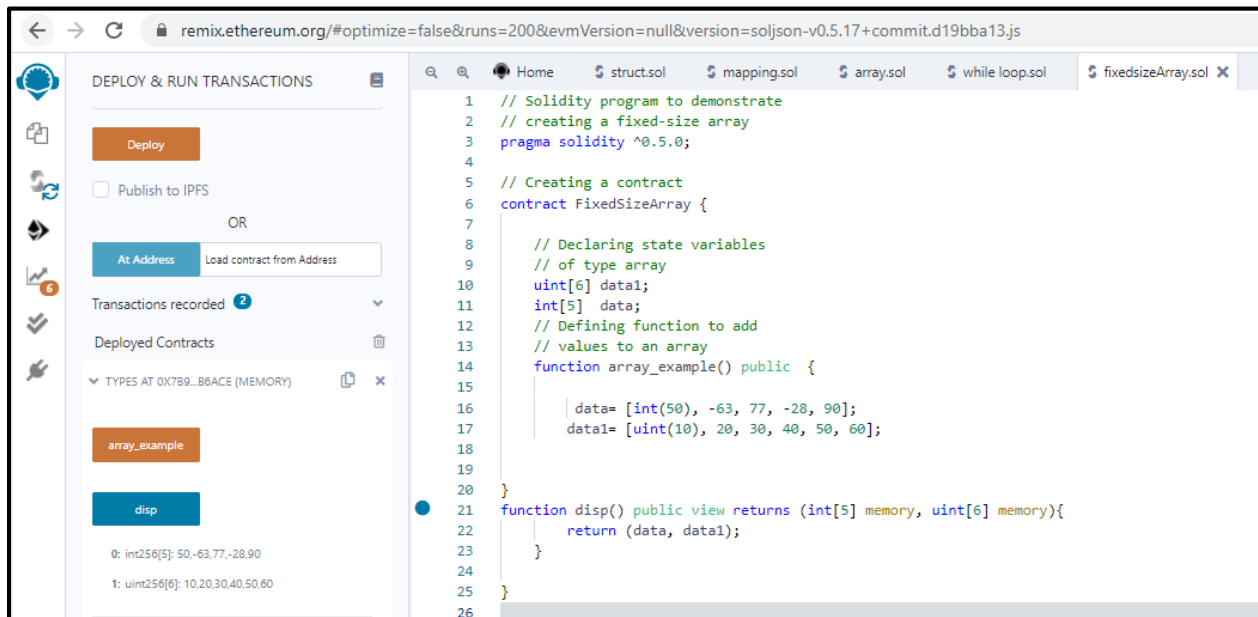 remix.ethereum.org/#optimize=false&runs=200&evmVersion=null&version=soljson-v0.5.17+commit.d19bba13.js
DEPLOY & RUN TRANSACTIONS
Deploy
Publish to IPFS
OR
At Address Load contract from Address
Transactions recorded 2
Deployed Contracts
TYPES AT 0X7B9...B6ACE (MEMORY)
array_example
disp
0: int256[5]: 50,-63,77,-28,90
1: uint256[6]: 10,20,30,40,50,60
6
Home struct.sol mapping.sol array.sol while loop.sol fixedsizeArray.sol
1 // Solidity program to demonstrate
2 // creating a fixed-size array
3 pragma solidity ^0.5.0;
4
5 // Creating a contract
6 contract FixedSizeArray {
7
8 // Declaring state variables
9 // of type array
10 uint[6] data1;
11 int[5]  data;
12 // Defining function to add
13 // values to an array
14 function array_example() public  {
15
16 data= [int(50), -63, 77, -28, 90];
17 data1= [uint(10), 20, 30, 40, 50, 60];
18
19
20 }
21 function disp() public view returns (int[5] memory, uint[6] memory){
22 return (data, data1);
23 }
24
25 }
26